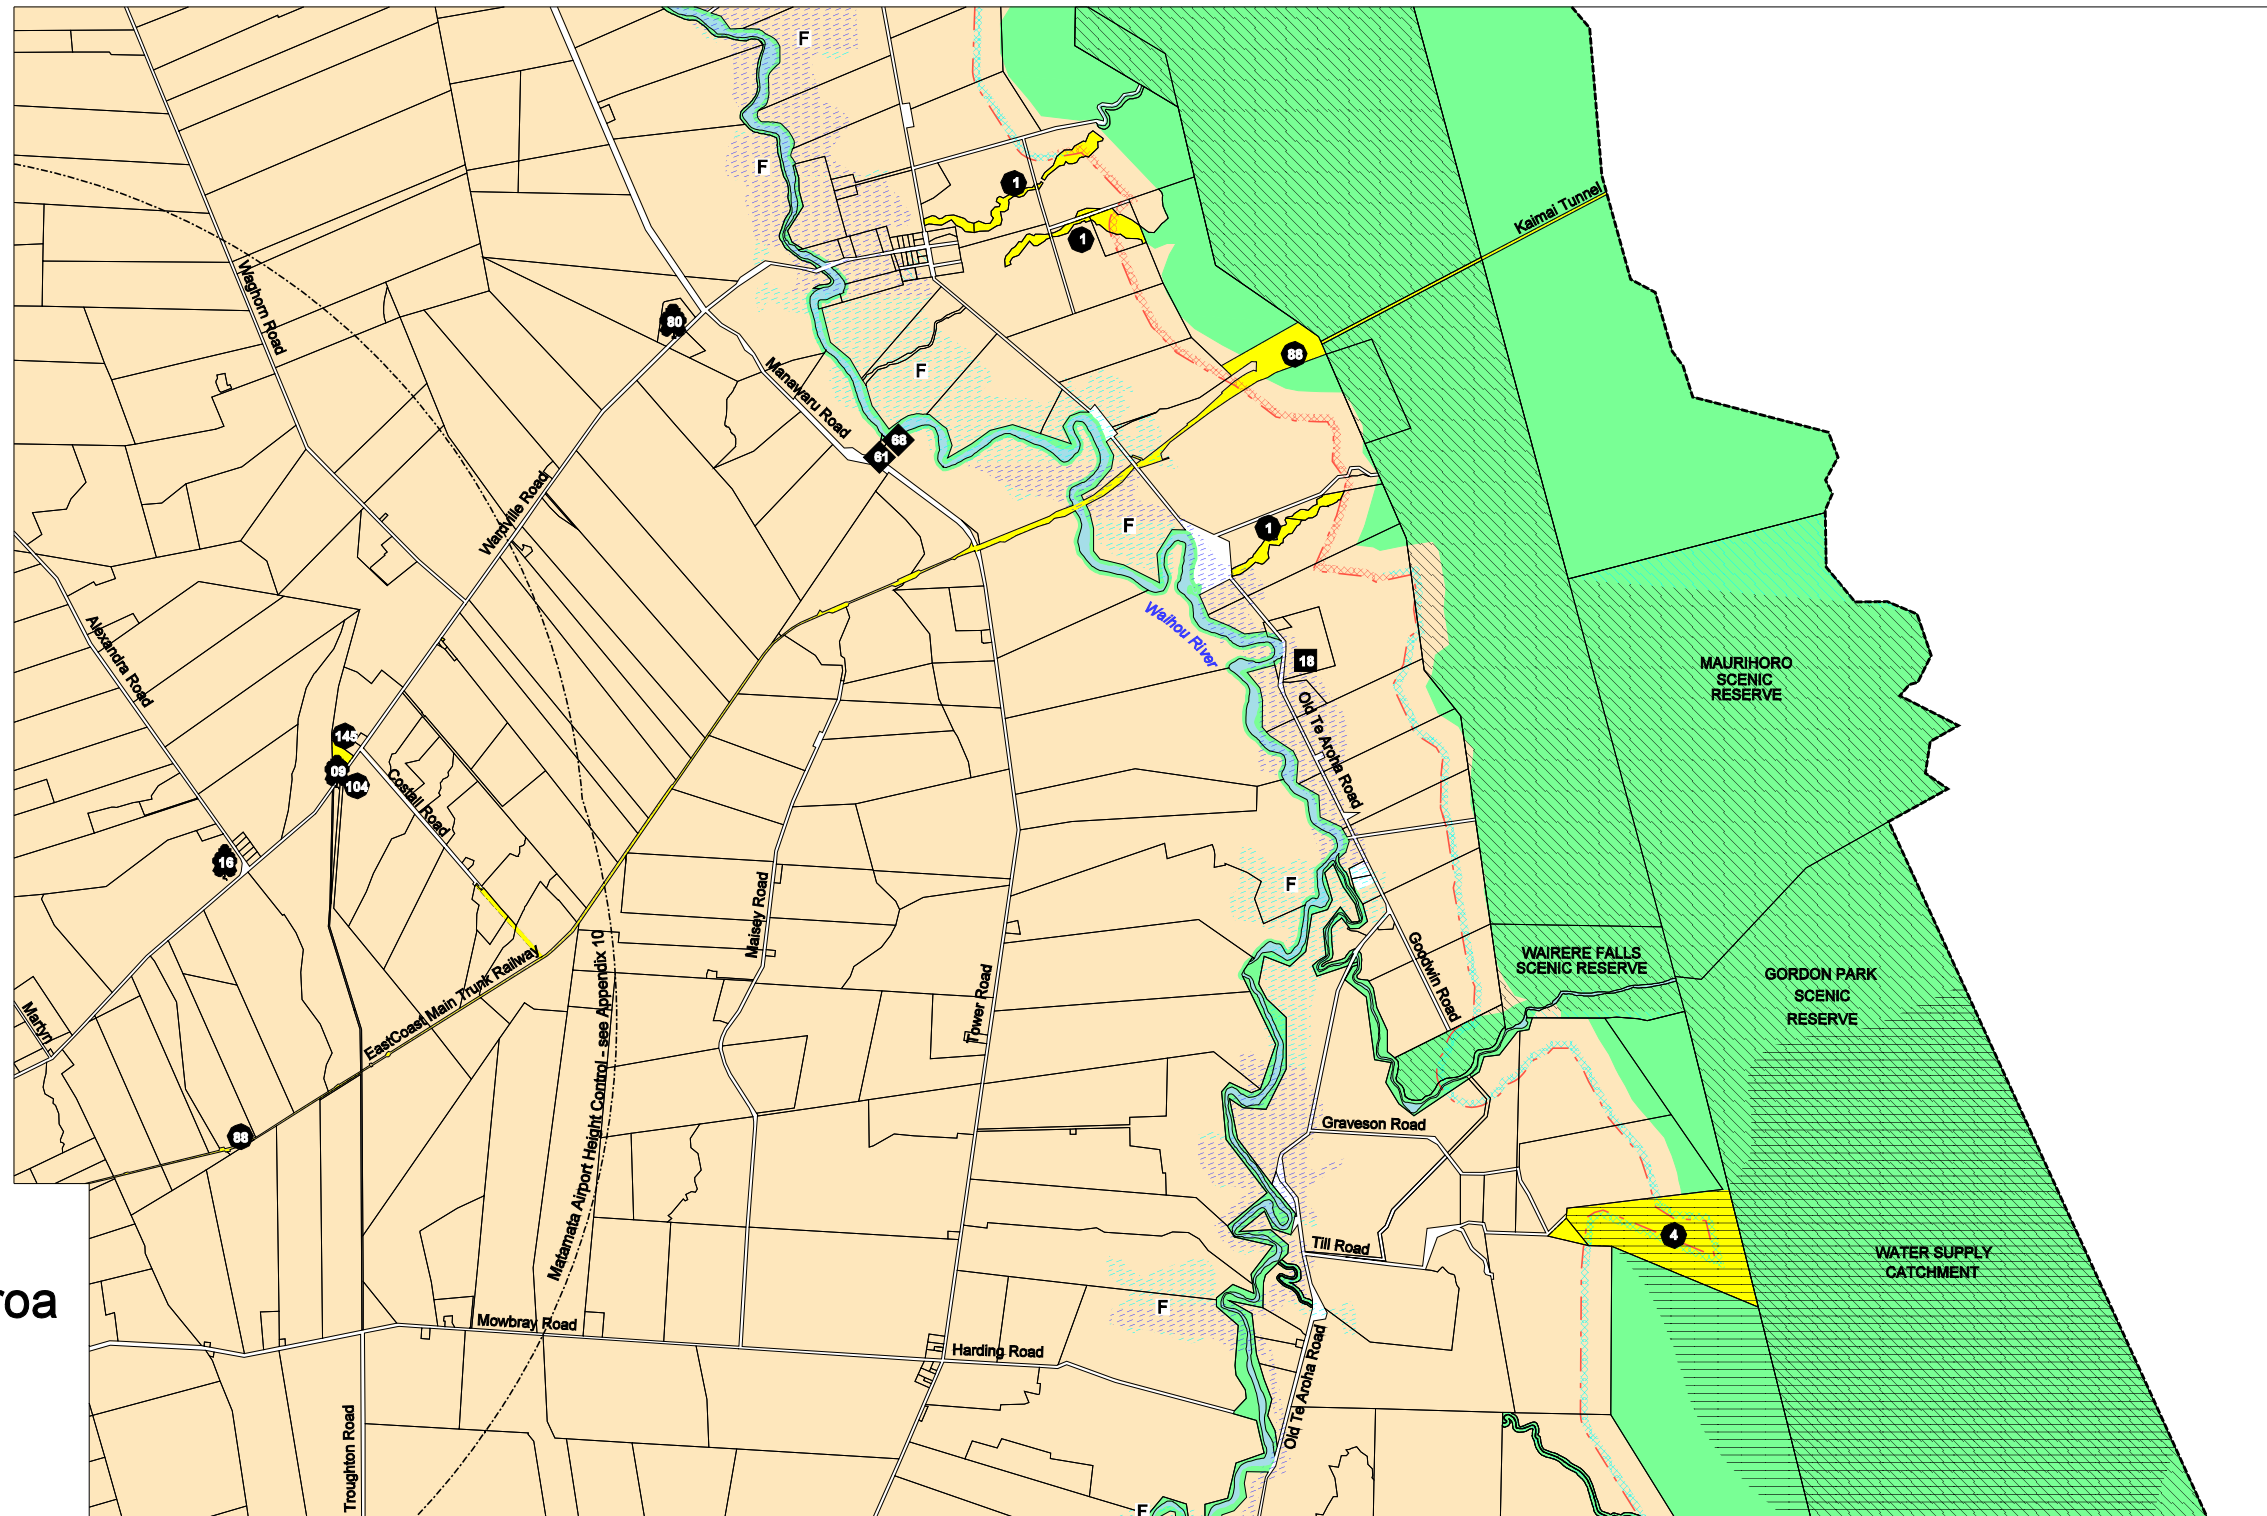 F
F
1
1
Kaimai Tunnel
Waghorn Road
80
88
Manawaru Road
F
68
61
Wardville Road
F
1
Waihou River
18
Alexandra Road
MAURIHORO
SCENIC
RESERVE
Old Te Aroha Road
145
09
104
Costall Road
16
F
Maisey Road
Matamata Airport Height Control - see Appendix 10
EastCoast Main Trunk Railway
Tower Road
Goodwin Road
WAIRERE FALLS
SCENIC RESERVE
GORDON PARK
SCENIC
RESERVE
Martyn
88
Graveson Road
Till Road
4
WATER SUPPLY
CATCHMENT
roa
F
Mowbray Road
Harding Road
Old Te Aroha Road
Troughton Road
F